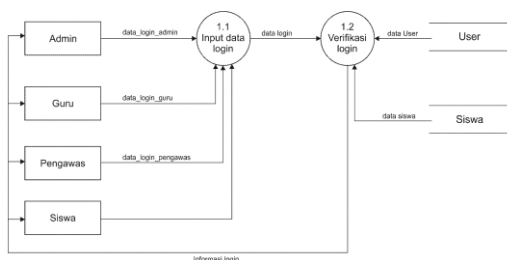 Admin
data_login_admin
1.1
Input data
login
data login
1.2
Verifikasi
login
data User
User
Guru
data_login_guru
data siswa
Siswa
Pengawas
data_login_pengawas
Siswa
Informasi login